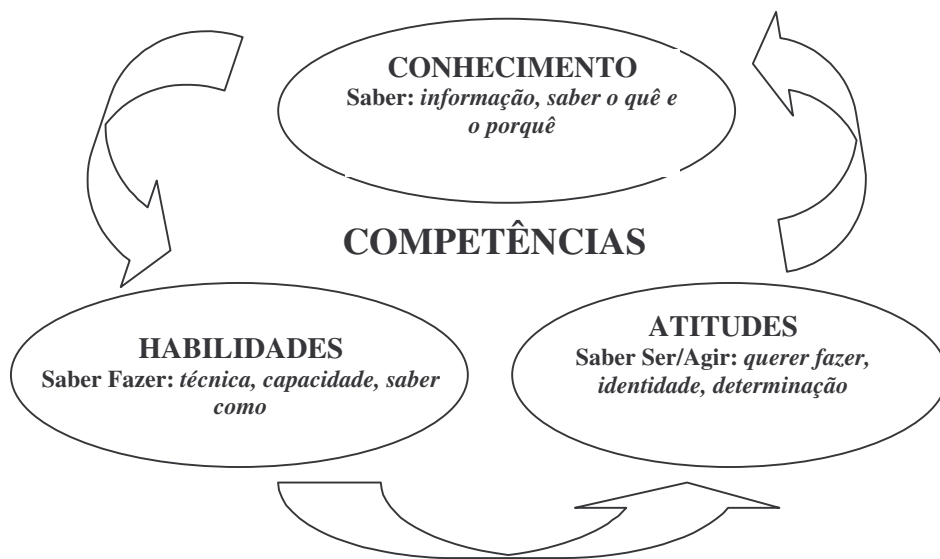 CONHECIMENTO
Saber: informação, saber o quê e
o porquê
COMPETÊNCIAS
HABILIDADES
Saber Fazer: técnica, capacidade, saber
como
ATITUDES
Saber Ser/Agir: querer fazer,
identidade, determinação